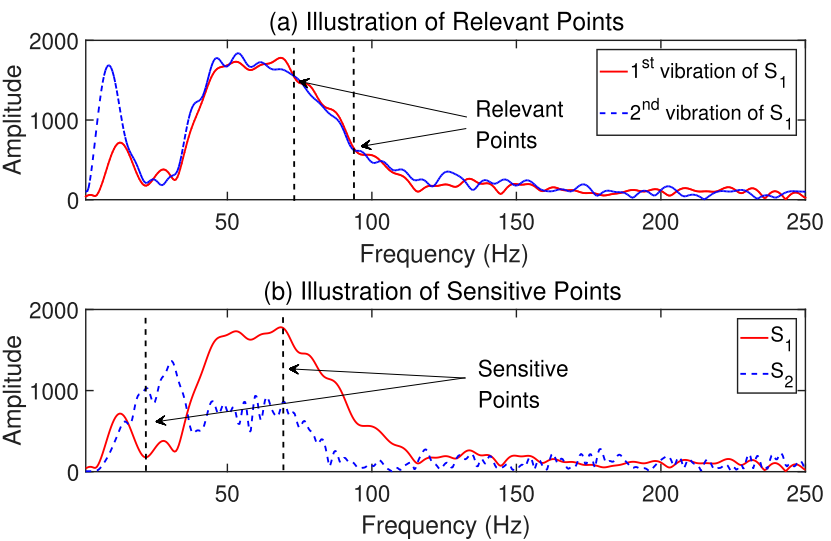 (a) Illustration of Relevant Points
2000
1000
0
Amplitude
1st vibration of S1
2nd vibration of S1
Relevant
Points
50
100
150
200
250
Frequency (Hz)
(b) Illustration of Sensitive Points
2000
1000
0
Amplitude
S1
S2
Sensitive
Points
50
100
150
200
250
Frequency (Hz)